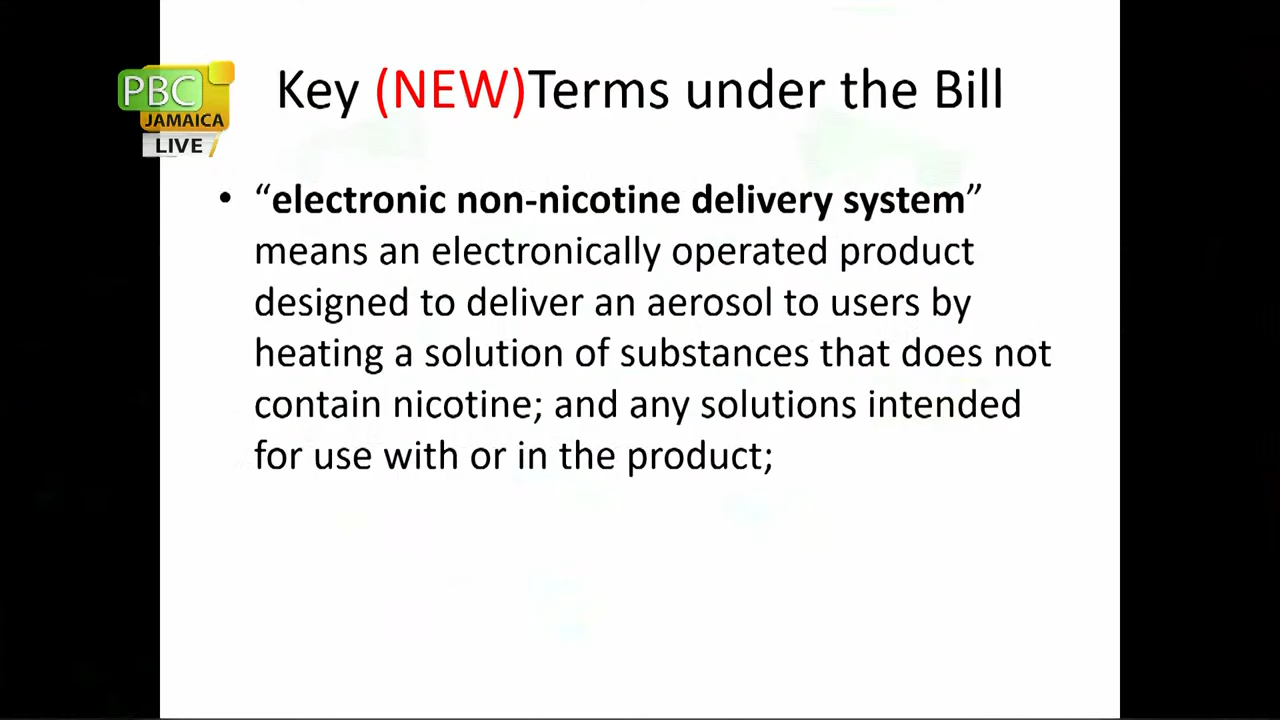 PBC
JAMAICA
LIVE
Key (NEW)Terms under the Bill
• “electronic non-nicotine delivery system”
means an electronically operated product
designed to deliver an aerosol to users by
heating a solution of substances that does not
contain nicotine; and any solutions intended
for use with or in the product;